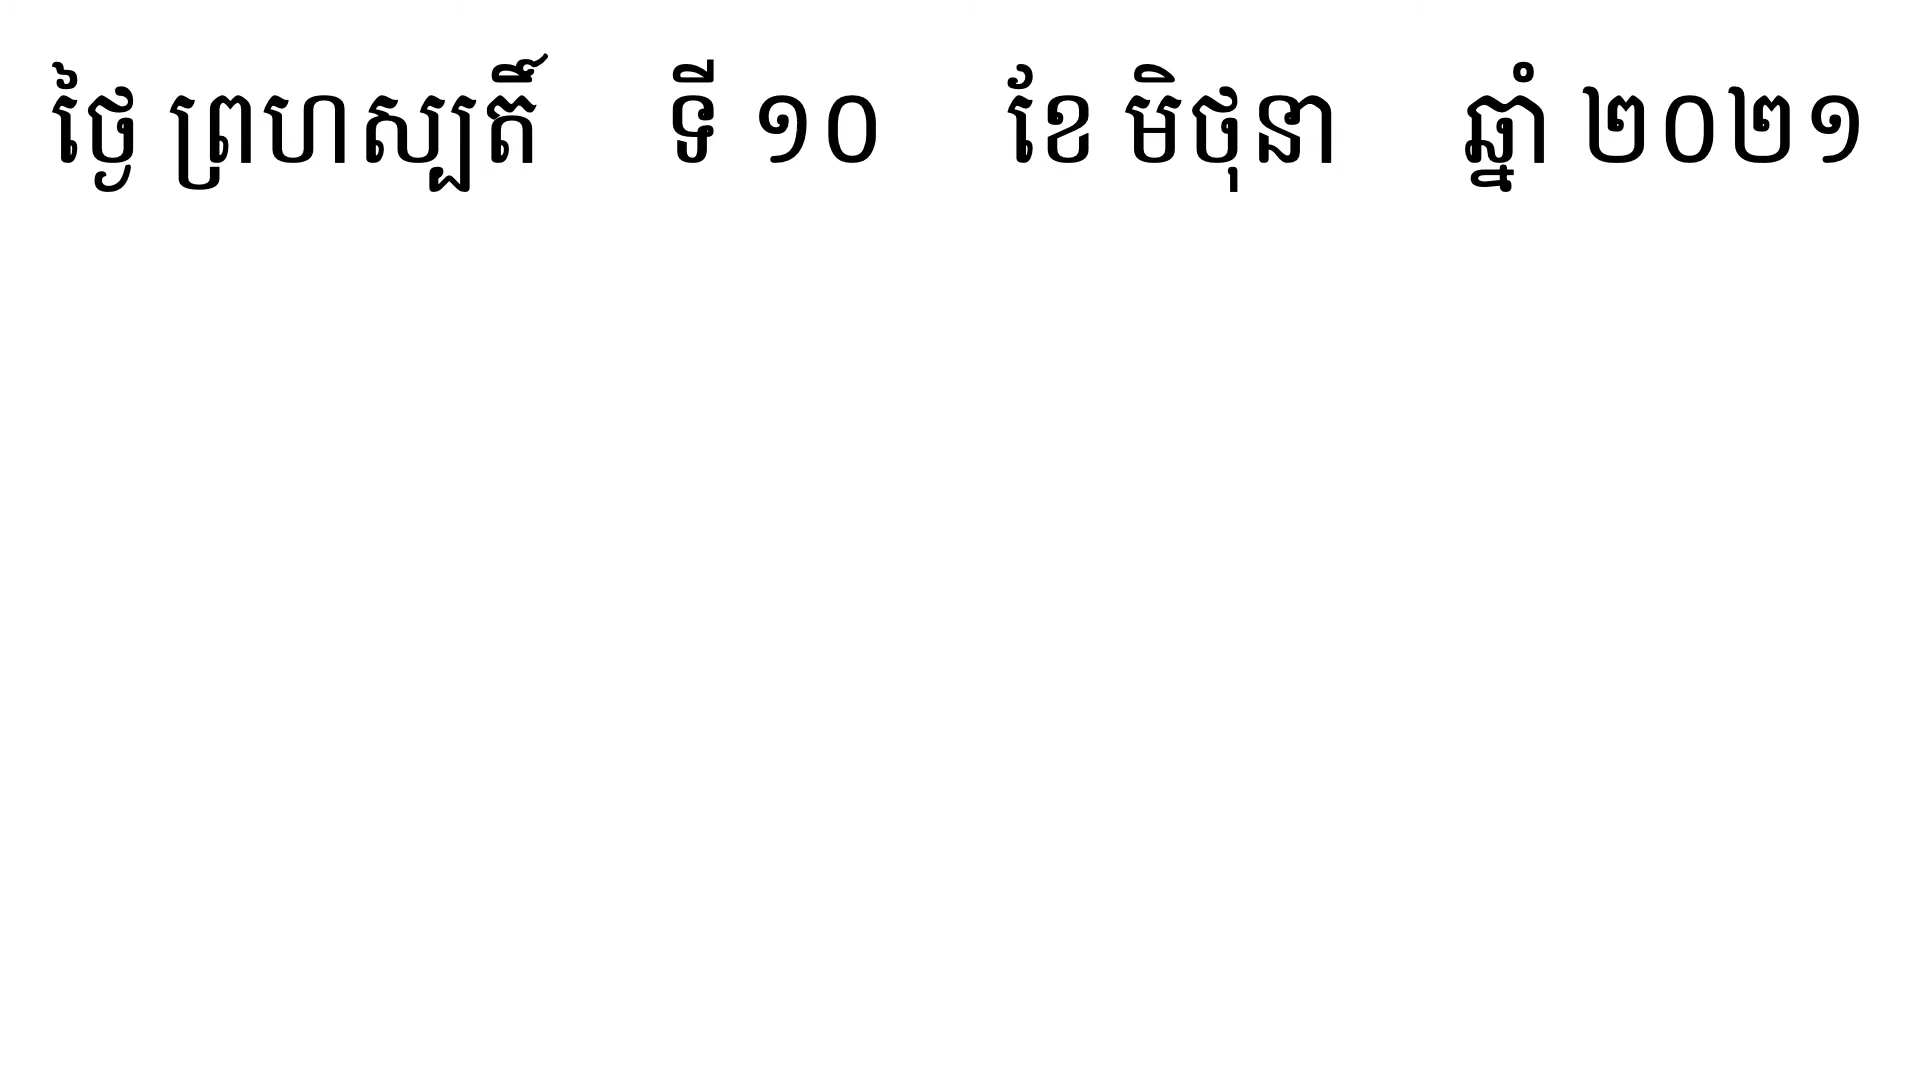 ថ្ងៃ ព្រហស្បតិ៍ ទី ១០ ខែ មិថុនា ឆ្នាំ ២០២១